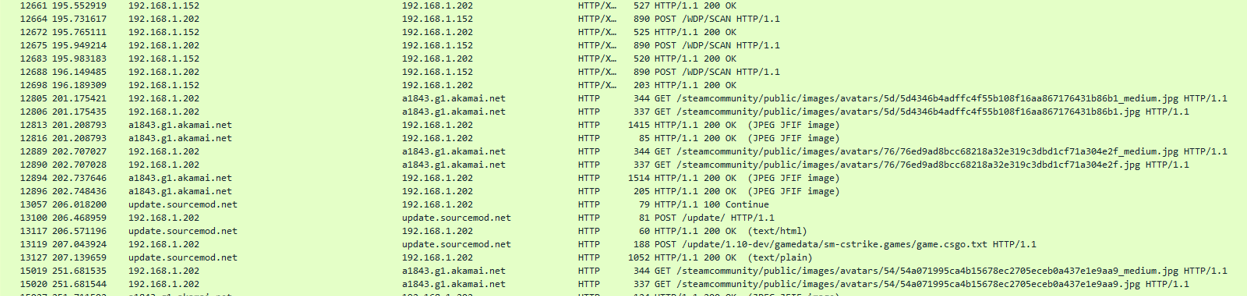 12661 195.552919 192.168.1.152 192.168.1.202 HTTP/X… 527 HTTP/1.1 200 OK
12664 195.731617 192.168.1.202 192.168.1.152 HTTP/X… 890 POST /WDP/SCAN HTTP/1.1
12672 195.765111 192.168.1.152 192.168.1.202 HTTP/X… 525 HTTP/1.1 200 OK
12675 195.949214 192.168.1.202 192.168.1.152 HTTP/X… 890 POST /WDP/SCAN HTTP/1.1
12683 195.983183 192.168.1.152 192.168.1.202 HTTP/X… 520 HTTP/1.1 200 OK
12688 196.149485 192.168.1.202 192.168.1.152 HTTP/X… 890 POST /WDP/SCAN HTTP/1.1
12698 196.189309 192.168.1.152 192.168.1.202 HTTP/X… 203 HTTP/1.1 200 OK
12805 201.175421 192.168.1.202 a1843.g1.akamai.net HTTP 344 GET /steamcommunity/public/images/avatars/5d/5d4346b4adffc4f55b108f16aa867176431b86b1_medium.jpg HTTP/1.1
12806 201.175435 192.168.1.202 a1843.g1.akamai.net HTTP 337 GET /steamcommunity/public/images/avatars/5d/5d4346b4adffc4f55b108f16aa867176431b86b1.jpg HTTP/1.1
12813 201.208793 a1843.g1.akamai.net 192.168.1.202 HTTP 1415 HTTP/1.1 200 OK (JPEG JFIF image)
12816 201.208793 a1843.g1.akamai.net 192.168.1.202 HTTP 85 HTTP/1.1 200 OK (JPEG JFIF image)
12889 202.707027 192.168.1.202 a1843.g1.akamai.net HTTP 344 GET /steamcommunity/public/images/avatars/76/76ed9ad8bcc68218a32e319c3dbd1cf71a304e2f_medium.jpg HTTP/1.1
12890 202.707028 192.168.1.202 a1843.g1.akamai.net HTTP 337 GET /steamcommunity/public/images/avatars/76/76ed9ad8bcc68218a32e319c3dbd1cf71a304e2f.jpg HTTP/1.1
12894 202.737646 a1843.g1.akamai.net 192.168.1.202 HTTP 1514 HTTP/1.1 200 OK (JPEG JFIF image)
12896 202.748436 a1843.g1.akamai.net 192.168.1.202 HTTP 205 HTTP/1.1 200 OK (JPEG JFIF image)
13057 206.018200 update.sourcemod.net 192.168.1.202 HTTP 79 HTTP/1.1 100 Continue
13100 206.468959 192.168.1.202 update.sourcemod.net HTTP 81 POST /update/ HTTP/1.1
13117 206.571196 update.sourcemod.net 192.168.1.202 HTTP 60 HTTP/1.1 200 OK (text/html)
13119 207.043924 192.168.1.202 update.sourcemod.net HTTP 188 POST /update/1.10-dev/gamedata/sm-cstrike.games/game.csgo.txt HTTP/1.1
13127 207.139659 update.sourcemod.net 192.168.1.202 HTTP 1052 HTTP/1.1 200 OK (text/plain)
15019 251.681535 192.168.1.202 a1843.g1.akamai.net HTTP 344 GET /steamcommunity/public/images/avatars/54/54a071995ca4b15678ec2705eceb0a437e1e9aa9_medium.jpg HTTP/1.1
15020 251.681544 192.168.1.202 a1843.g1.akamai.net HTTP 337 GET /steamcommunity/public/images/avatars/54/54a071995ca4b15678ec2705eceb0a437e1e9aa9.jpg HTTP/1.1